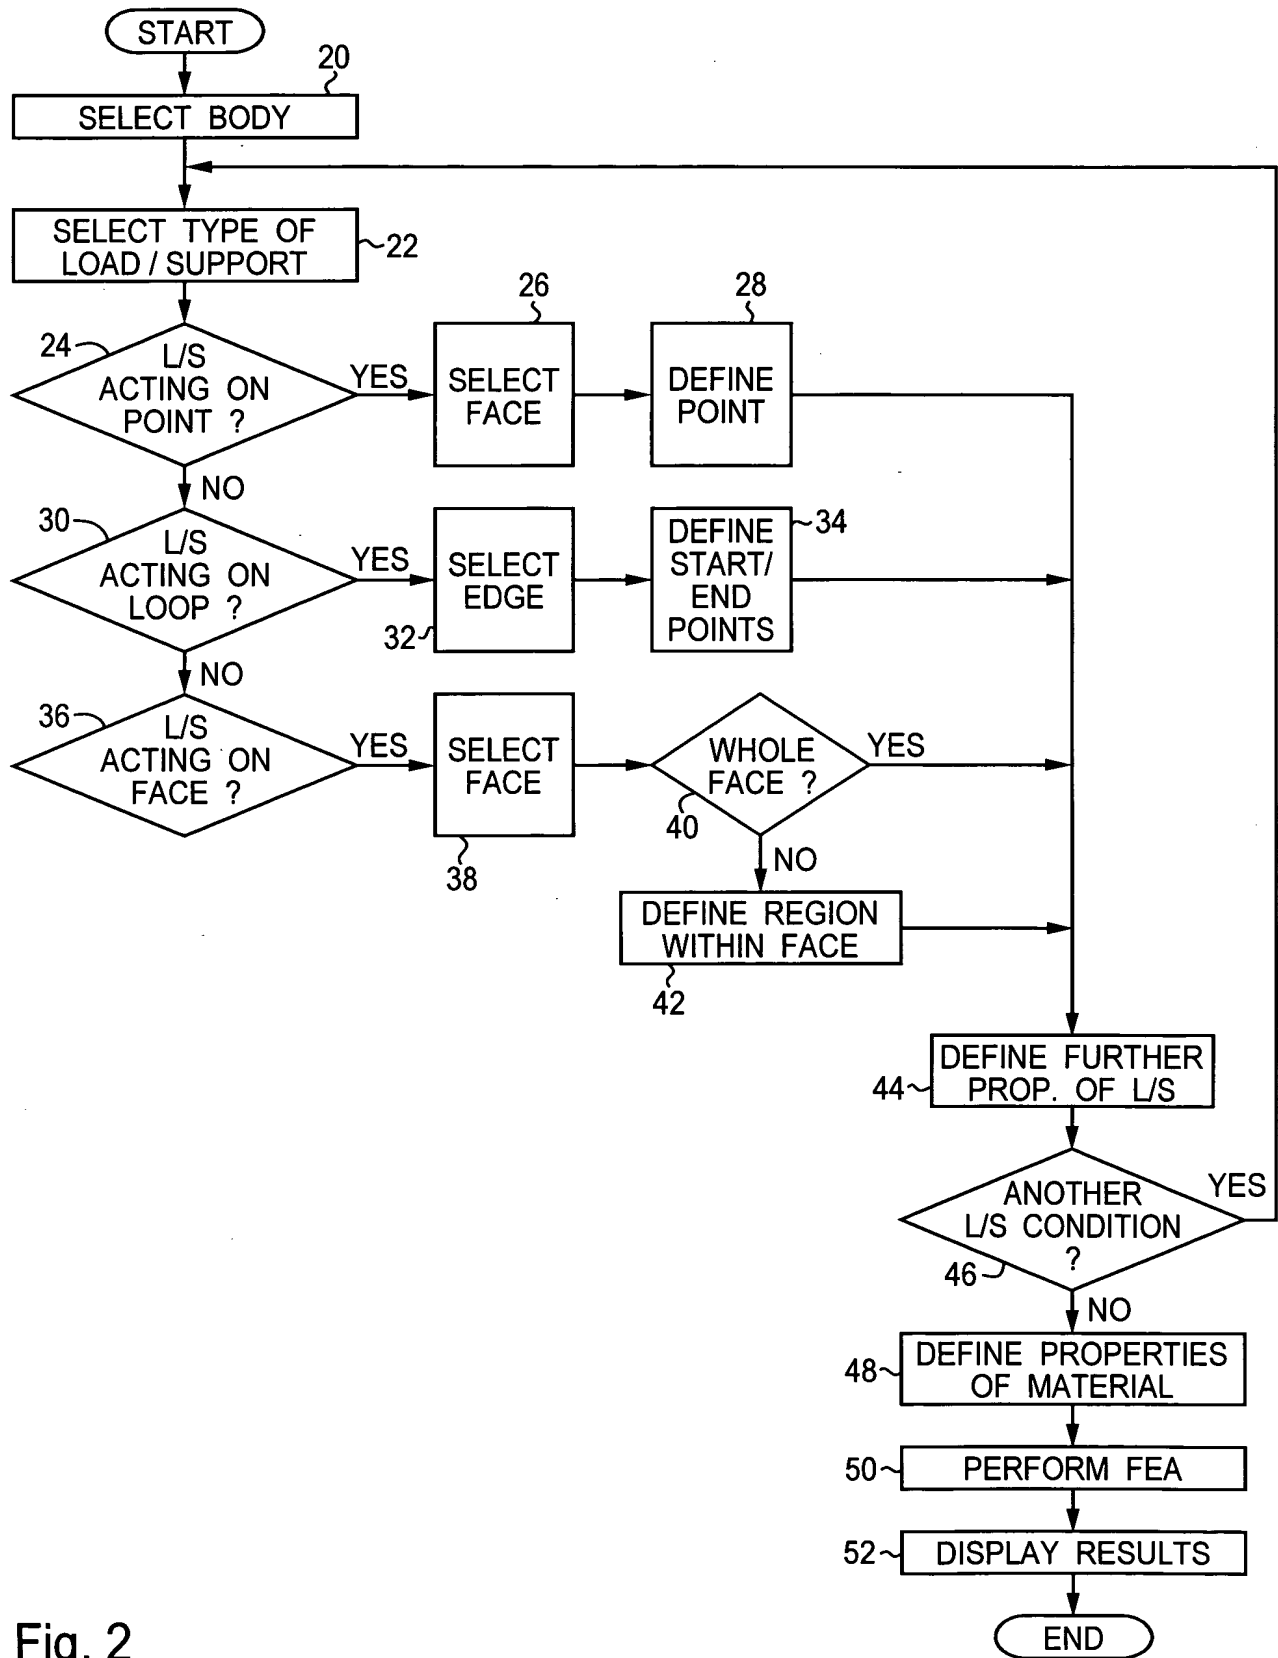 START
20
SELECT BODY
SELECT TYPE OF
LOAD / SUPPORT
22
24
L/S
ACTING ON
POINT ?
YES
26
SELECT
FACE
28
DEFINE
POINT
NO
30
L/S
ACTING ON
LOOP ?
YES
SELECT
EDGE
32
DEFINE
START/
END
POINTS
34
NO
36
L/S
ACTING ON
FACE ?
YES
SELECT
FACE
38
WHOLE
FACE ?
40
YES
NO
DEFINE REGION
WITHIN FACE
42
DEFINE FURTHER
PROP. OF L/S
44
ANOTHER
L/S CONDITION
?
46
YES
NO
DEFINE PROPERTIES
OF MATERIAL
48
50
PERFORM FEA
52
DISPLAY RESULTS
END
Fig. 2